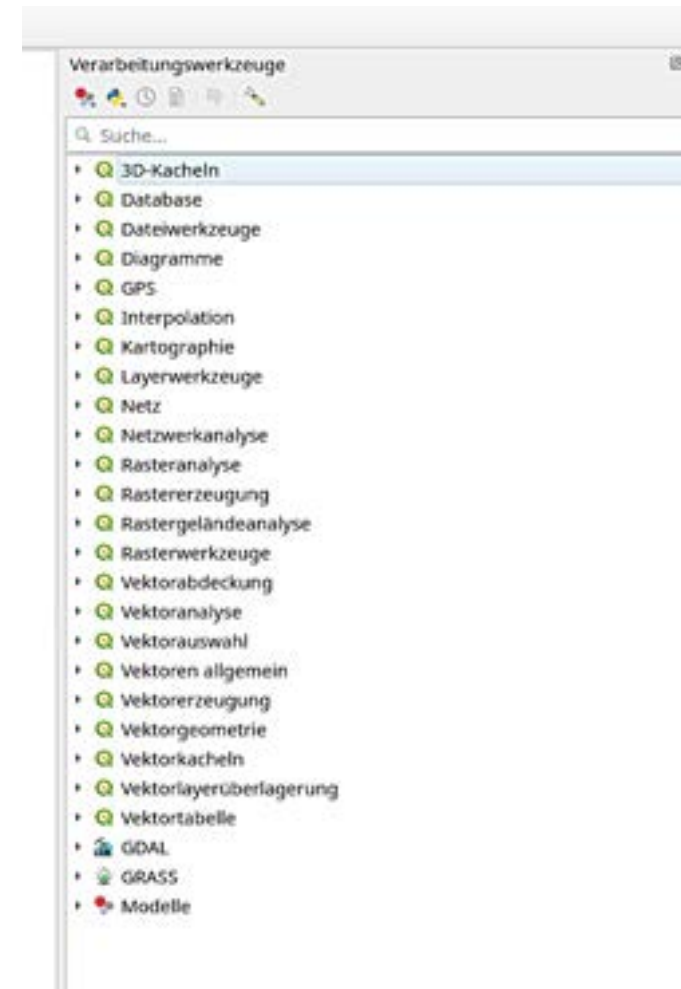 Verarbeitungswerkzeuge
Suche...
3D-Kacheln
Database
Dateiwerkzeuge
Diagramme
GPS
Interpolation
Kartographie
Layerwerkzeuge
Netz
Netzwerkanalyse
Rasteranalyse
Rastererzeugung
Rastergeländeanalyse
Rasterwerkzeuge
Vektorabdeckung
Vektoranalyse
Vektorauswahl
Vektoren allgemein
Vektorerzeugung
Vektorgeometrie
Vektorkacheln
Vektorlayerüberlagerung
Vektortabelle
GDAL
GRASS
Modelle